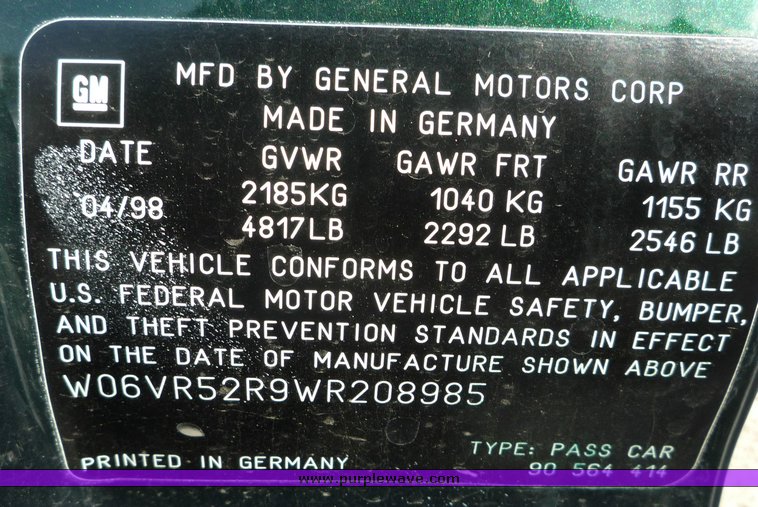 GM
MFD BY GENERAL MOTORS CORP
MADE IN GERMANY
DATE GVWR GAWR FRT GAWR RR
04/98 2185KG 1040 KG 1155 KG
4817LB 2292 LB 2546 LB
THIS VEHICLE CONFORMS TO ALL APPLICABLE
U.S. FEDERAL MOTOR VEHICLE SAFETY, BUMPER,
AND THEFT PREVENTION STANDARDS IN EFFECT
ON THE DATE OF MANUFACTURE SHOWN ABOVE
W06VR52R9WR208985
TYPE: PASS CAR
PRINTED IN GERMANY 90 564 414
www.purplewave.com